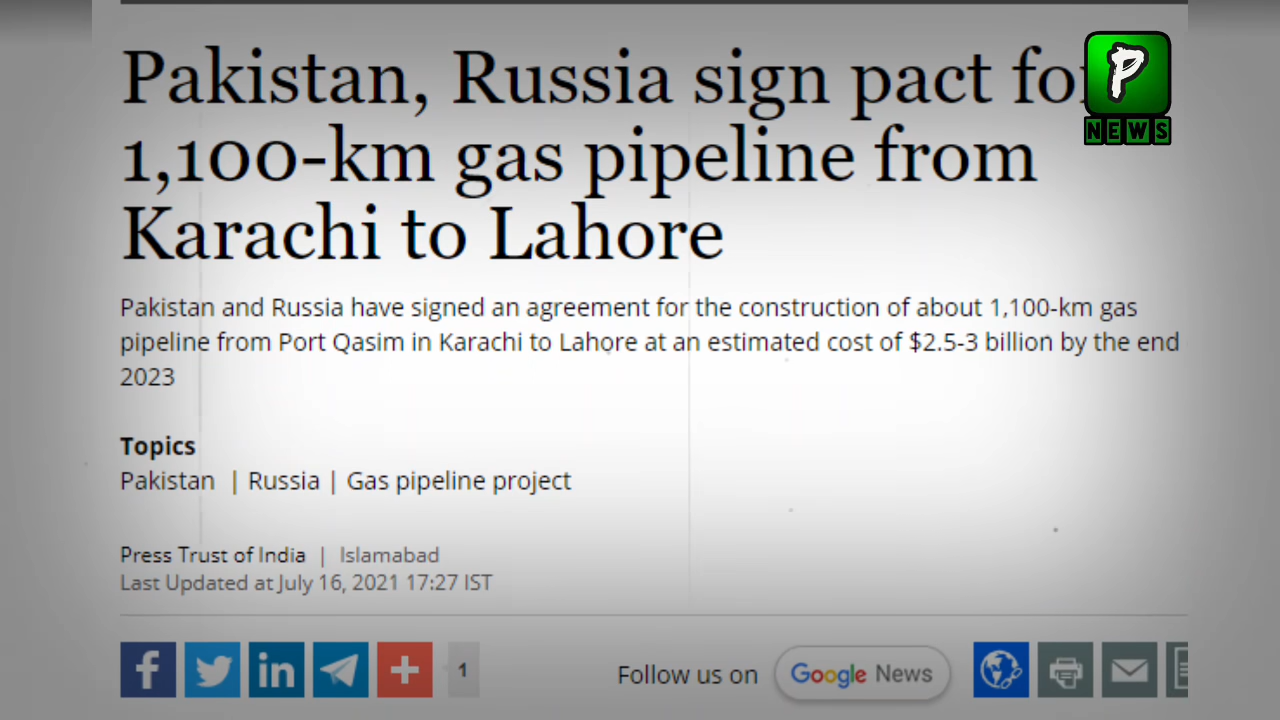 Pakistan, Russia sign pact for
1,100-km gas pipeline from
Karachi to Lahore
P
NEWS
Pakistan and Russia have signed an agreement for the construction of about 1,100-km gas
pipeline from Port Qasim in Karachi to Lahore at an estimated cost of $2.5-3 billion by the end
2023
Topics
Pakistan | Russia | Gas pipeline project
Press Trust of India | Islamabad
Last Updated at July 16, 2021 17:27 IST
f
in
+
1
Follow us on
Google News